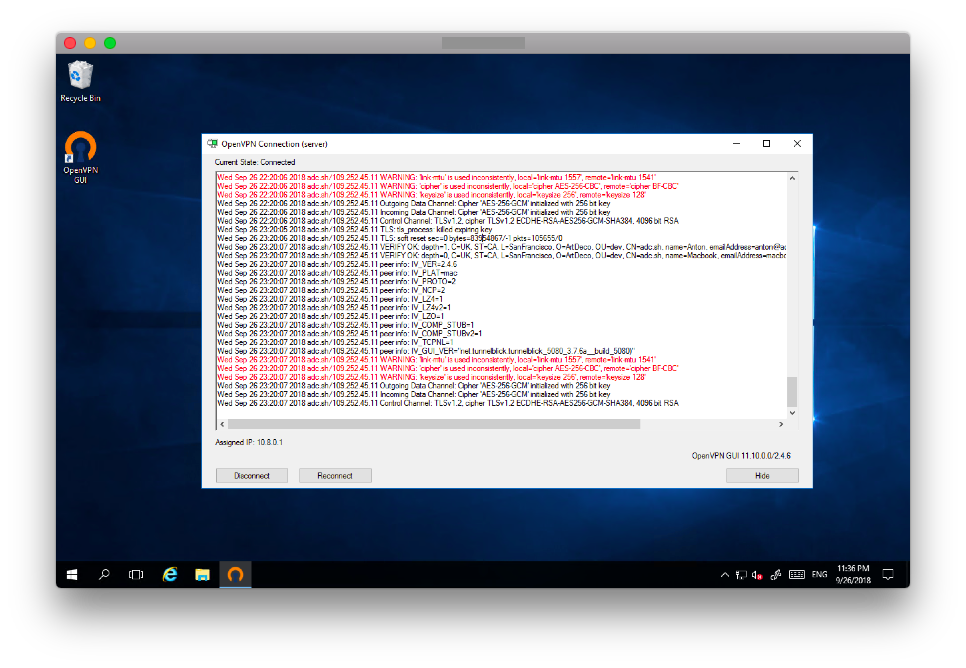 Recycle Bin
OpenVPN
GUI
OpenVPN Connection (server)
Current State: Connected
Wed Sep 26 22:20:06 2018 adc.sh/109.252.45.11 WARNING: 'link-mtu' is used inconsistently, local='link-mtu 1557', remote='link-mtu 1541'
Wed Sep 26 22:20:06 2018 adc.sh/109.252.45.11 WARNING: 'cipher' is used inconsistently, local='cipher AES-256-CBC', remote='cipher BF-CBC'
Wed Sep 26 22:20:06 2018 adc.sh/109.252.45.11 WARNING: 'keysize' is used inconsistently, local='keysize 256', remote='keysize 128'
Wed Sep 26 22:20:06 2018 adc.sh/109.252.45.11 Outgoing Data Channel: Cipher 'AES-256-GCM' initialized with 256 bit key
Wed Sep 26 22:20:06 2018 adc.sh/109.252.45.11 Incoming Data Channel: Cipher 'AES-256-GCM' initialized with 256 bit key
Wed Sep 26 22:20:06 2018 adc.sh/109.252.45.11 Control Channel: TLSv1.2, cipher TLSv1.2 ECDHE-RSA-AES256-GCM-SHA384, 4096 bit RSA
Wed Sep 26 23:20:05 2018 adc.sh/109.252.45.11 TLS: tls_process: killed expiring key
Wed Sep 26 23:20:06 2018 adc.sh/109.252.45.11 TLS: soft reset sec=0 pkts=105655/0
Wed Sep 26 23:20:07 2018 adc.sh/109.252.45.11 VERIFY OK: depth=1, C=UK, ST=CA, L=SanFrancisco, O=ArtDeco, OU=dev, CN=adc.sh, name=Anton, emailAddress=anton@
Wed Sep 26 23:20:07 2018 adc.sh/109.252.45.11 VERIFY OK: depth=0, C=UK, ST=CA, L=SanFrancisco, O=ArtDeco, OU=dev, CN=adc.sh, name=Macbook, emailAddress=macbo
Wed Sep 26 23:20:07 2018 adc.sh/109.252.45.11 peer info: IV_VER=2.4.6
Wed Sep 26 23:20:07 2018 adc.sh/109.252.45.11 peer info: IV_PLAT=mac
Wed Sep 26 23:20:07 2018 adc.sh/109.252.45.11 peer info: IV_PROTO=2
Wed Sep 26 23:20:07 2018 adc.sh/109.252.45.11 peer info: IV_NCP=2
Wed Sep 26 23:20:07 2018 adc.sh/109.252.45.11 peer info: IV_LZ4=1
Wed Sep 26 23:20:07 2018 adc.sh/109.252.45.11 peer info: IV_LZ4v2=1
Wed Sep 26 23:20:07 2018 adc.sh/109.252.45.11 peer info: IV_LZO=1
Wed Sep 26 23:20:07 2018 adc.sh/109.252.45.11 peer info: IV_COMP_STUB=1
Wed Sep 26 23:20:07 2018 adc.sh/109.252.45.11 peer info: IV_COMP_STUBv2=1
Wed Sep 26 23:20:07 2018 adc.sh/109.252.45.11 peer info: IV_TCPNL=1
Wed Sep 26 23:20:07 2018 adc.sh/109.252.45.11 peer info: IV_GUI_VER="net.tunnelblick.tunnelblick_5080_3.7.6a__build_5080)"
Wed Sep 26 23:20:07 2018 adc.sh/109.252.45.11 WARNING: 'link-mtu' is used inconsistently, local='link-mtu 1557', remote='link-mtu 1541'
Wed Sep 26 23:20:07 2018 adc.sh/109.252.45.11 WARNING: 'cipher' is used inconsistently, local='cipher AES-256-CBC', remote='cipher BF-CBC'
Wed Sep 26 23:20:07 2018 adc.sh/109.252.45.11 WARNING: 'keysize' is used inconsistently, local='keysize 256', remote='keysize 128'
Wed Sep 26 23:20:07 2018 adc.sh/109.252.45.11 Outgoing Data Channel: Cipher 'AES-256-GCM' initialized with 256 bit key
Wed Sep 26 23:20:07 2018 adc.sh/109.252.45.11 Incoming Data Channel: Cipher 'AES-256-GCM' initialized with 256 bit key
Wed Sep 26 23:20:07 2018 adc.sh/109.252.45.11 Control Channel: TLSv1.2, cipher TLSv1.2 ECDHE-RSA-AES256-GCM-SHA384, 4096 bit RSA
Assigned IP: 10.8.0.1
OpenVPN GUI 11.10.0.0/2.4.6
Disconnect
Reconnect
Hide
ENG
11:36 PM
9/26/2018